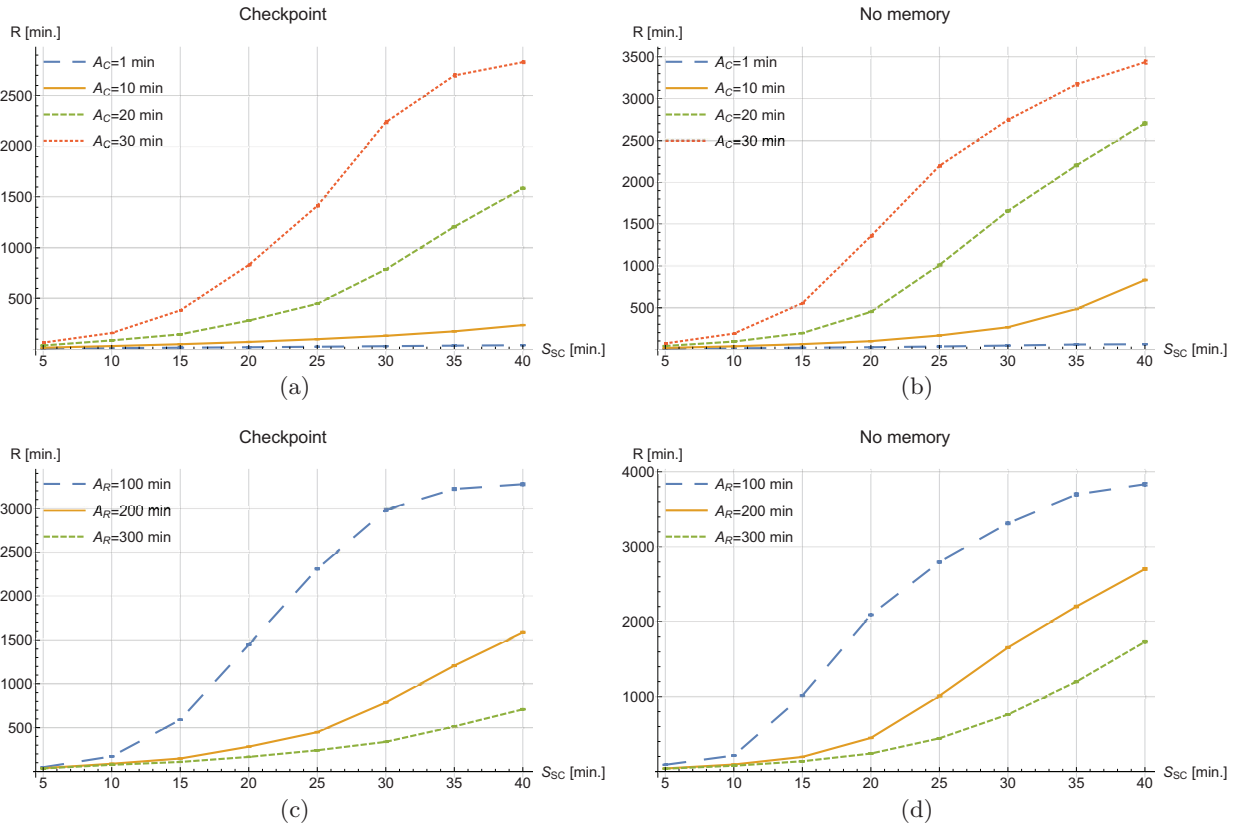 Checkpoint
R [min.]
A_C=1 min
A_C=10 min
A_C=20 min
A_C=30 min
2500
2000
1500
1000
500
5 10 15 20 25 30 35 40
S_SC [min.]
(a)
No memory
R [min.]
A_C=1 min
A_C=10 min
A_C=20 min
A_C=30 min
3500
3000
2500
2000
1500
1000
500
5 10 15 20 25 30 35 40
S_SC [min.]
(b)
Checkpoint
R [min.]
A_R=100 min
A_R=200 min
A_R=300 min
3000
2500
2000
1500
1000
500
5 10 15 20 25 30 35 40
S_SC [min.]
(c)
No memory
R [min.]
A_R=100 min
A_R=200 min
A_R=300 min
4000
3000
2000
1000
5 10 15 20 25 30 35 40
S_SC [min.]
(d)